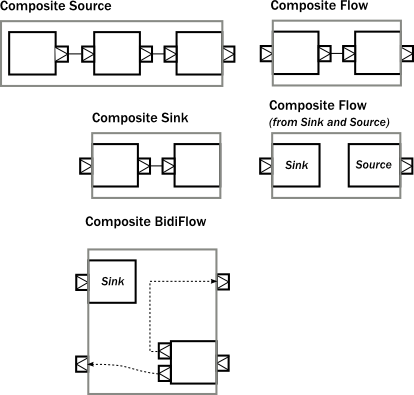 Composite Source
Composite Flow
Composite Sink
Composite Flow
(from Sink and Source)
Sink
Source
Composite BidiFlow
Sink